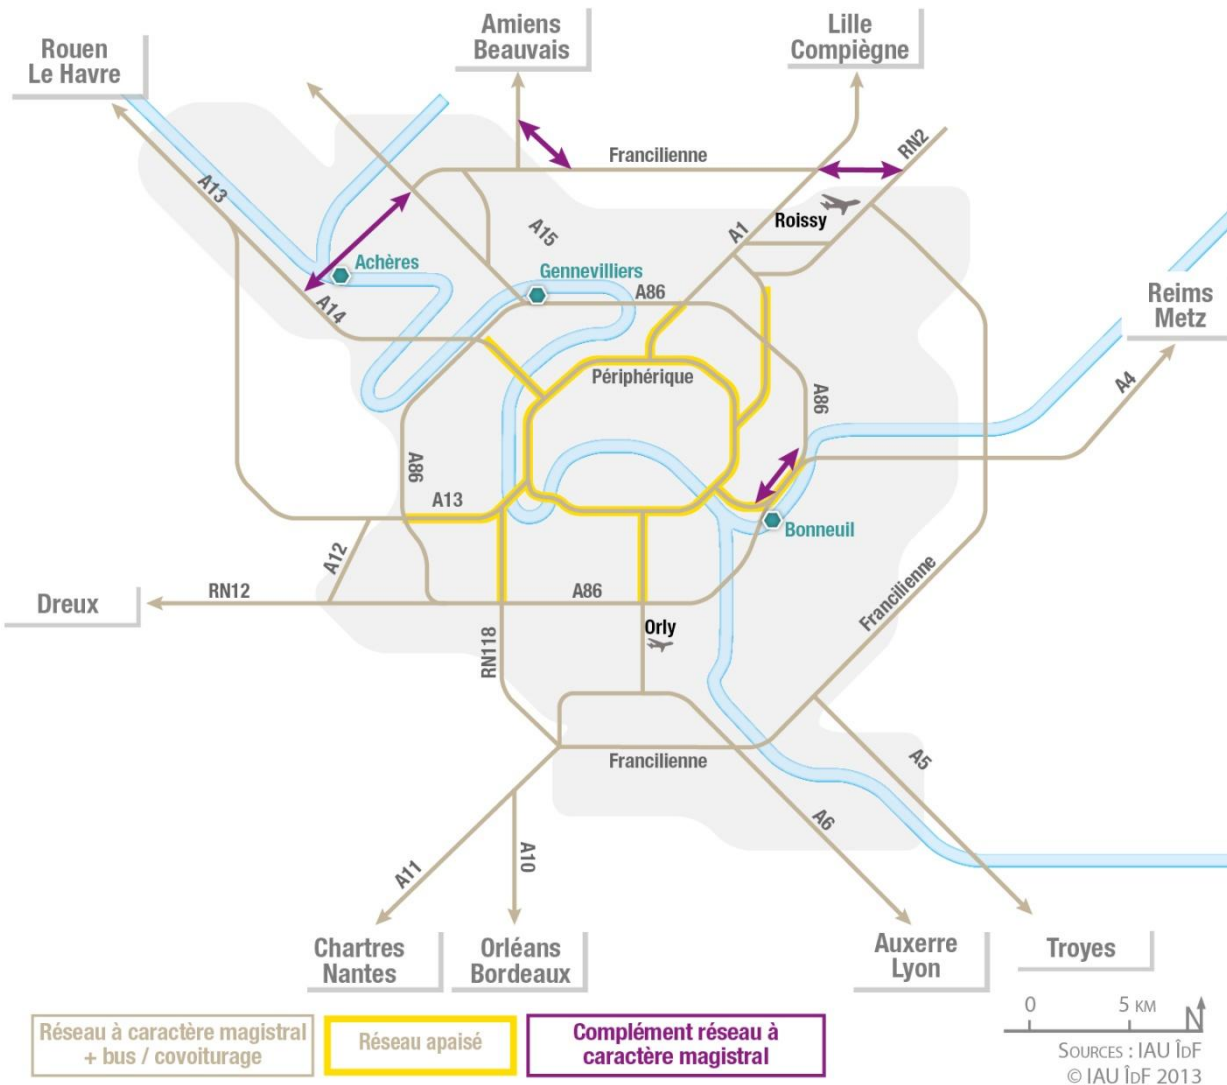 Amiens
Beauvais
Lille
Compiègne
Rouen
Le Havre
Francilienne
RN2
A13
A15
A1
Roissy
Achères
Gennevilliers
A86
A14
Reims
Metz
Périphérique
A86
A4
A86
A13
Bonneuil
A12
RN12
A86
Dreux
Orly
RN118
Francilienne
Francilienne
A5
A6
A11
A10
Chartres
Nantes
Orléans
Bordeaux
Auxerre
Lyon
Troyes
Réseau à caractère magistral
+ bus / covoiturage
Réseau apaisé
Complément réseau à
caractère magistral
0 5 KM
N
SOURCES : IAU ÎDF
© IAU ÎDF 2013